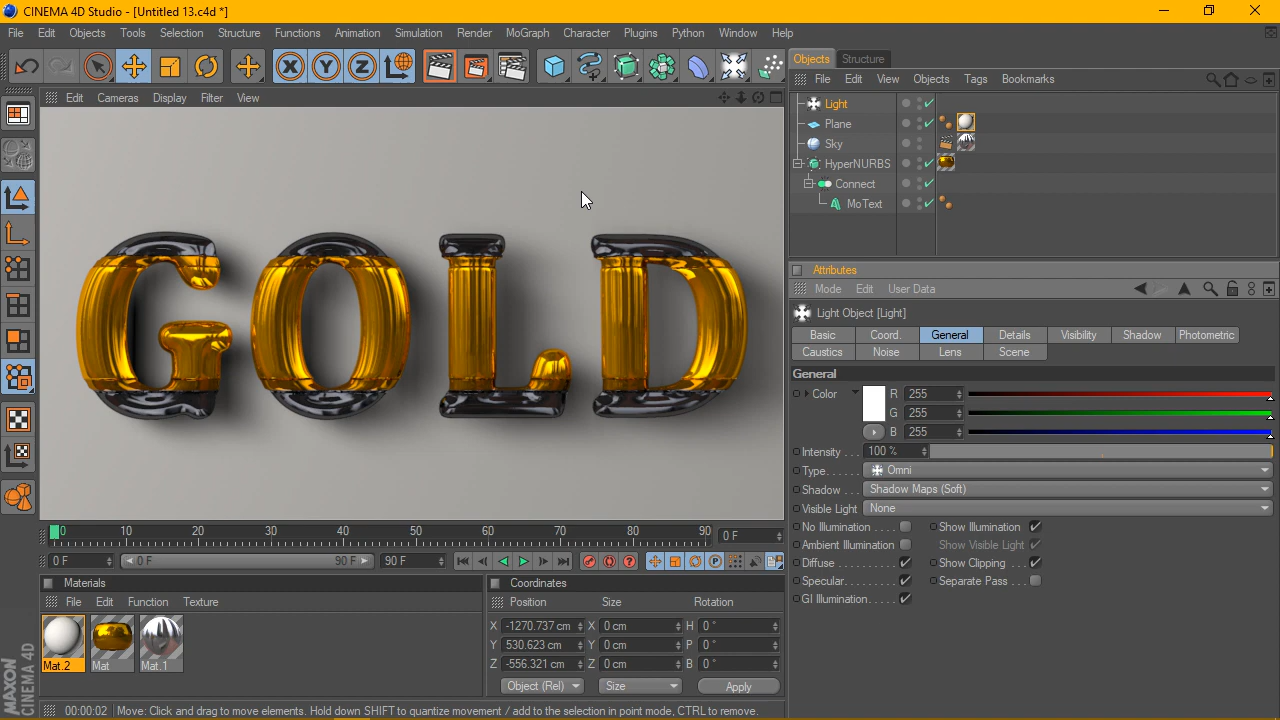 CINEMA 4D Studio - [Untitled 13.c4d *]
File Edit Objects Tools Selection Structure Functions Animation Simulation Render MoGraph Character Plugins Python Window Help
Objects Structure
File Edit View Objects Tags Bookmarks
Edit Cameras Display Filter View
Light
Plane
Sky
HyperNURBS
Connect
MoText
GOLD
Attributes
Mode Edit User Data
Light Object [Light]
Basic Coord. General Details Visibility Shadow Photometric
Caustics Noise Lens Scene
General
Color R 255
G 255
B 255
Intensity . . . 100 %
Type. . . . . . Omni
Shadow . . . Shadow Maps (Soft)
Visible Light None
No Illumination . . . . Show Illumination
Ambient Illumination Show Visible Light
Diffuse . . . . . . . . . . Show Clipping . . .
Specular. . . . . . . . . Separate Pass . . .
GI Illumination. . . . .
0 10 20 30 40 50 60 70 80 90 0 F
0 F 0 F 90 F 90 F
Materials
File Edit Function Texture
Mat.2 Mat Mat.1
Coordinates
Position Size Rotation
X -1270.737 cm X 0 cm H 0 °
Y 530.623 cm Y 0 cm P 0 °
Z -556.321 cm Z 0 cm B 0 °
Object (Rel) Size Apply
MAXON
CINEMA 4D
00:00:02 Move: Click and drag to move elements. Hold down SHIFT to quantize movement / add to the selection in point mode, CTRL to remove.